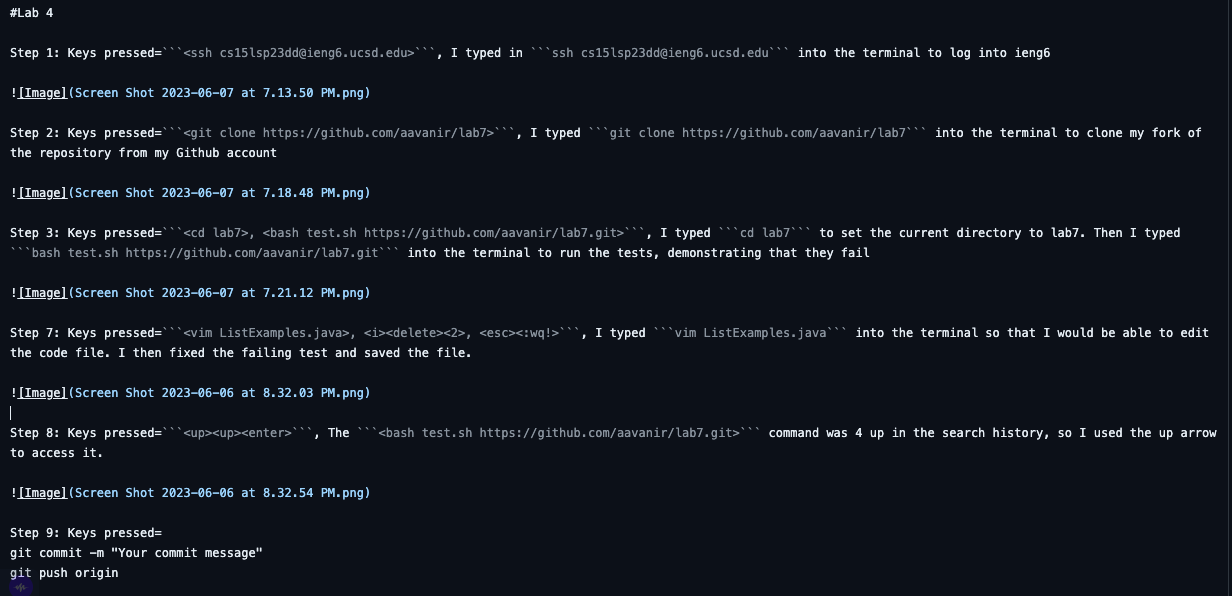 #Lab 4
Step 1: Keys pressed=```<ssh cs15lsp23dd@ieng6.ucsd.edu>```, I typed in ```ssh cs15lsp23dd@ieng6.ucsd.edu``` into the terminal to log into ieng6
![Image](Screen Shot 2023-06-07 at 7.13.50 PM.png)
Step 2: Keys pressed=```<git clone https://github.com/aavanir/lab7>```, I typed ```git clone https://github.com/aavanir/lab7``` into the terminal to clone my fork of
the repository from my Github account
![Image](Screen Shot 2023-06-07 at 7.18.48 PM.png)
Step 3: Keys pressed=```<cd lab7>, <bash test.sh https://github.com/aavanir/lab7.git>```, I typed ```cd lab7``` to set the current directory to lab7. Then I typed
```bash test.sh https://github.com/aavanir/lab7.git``` into the terminal to run the tests, demonstrating that they fail
![Image](Screen Shot 2023-06-07 at 7.21.12 PM.png)
Step 7: Keys pressed=```<vim ListExamples.java>, <i><delete><2>, <esc><:wq!>```, I typed ```vim ListExamples.java``` into the terminal so that I would be able to edit
the code file. I then fixed the failing test and saved the file.
![Image](Screen Shot 2023-06-06 at 8.32.03 PM.png)
Step 8: Keys pressed=```<up><up><enter>```, The ```<bash test.sh https://github.com/aavanir/lab7.git>``` command was 4 up in the search history, so I used the up arrow
to access it.
![Image](Screen Shot 2023-06-06 at 8.32.54 PM.png)
Step 9: Keys pressed=
git commit -m "Your commit message"
git push origin